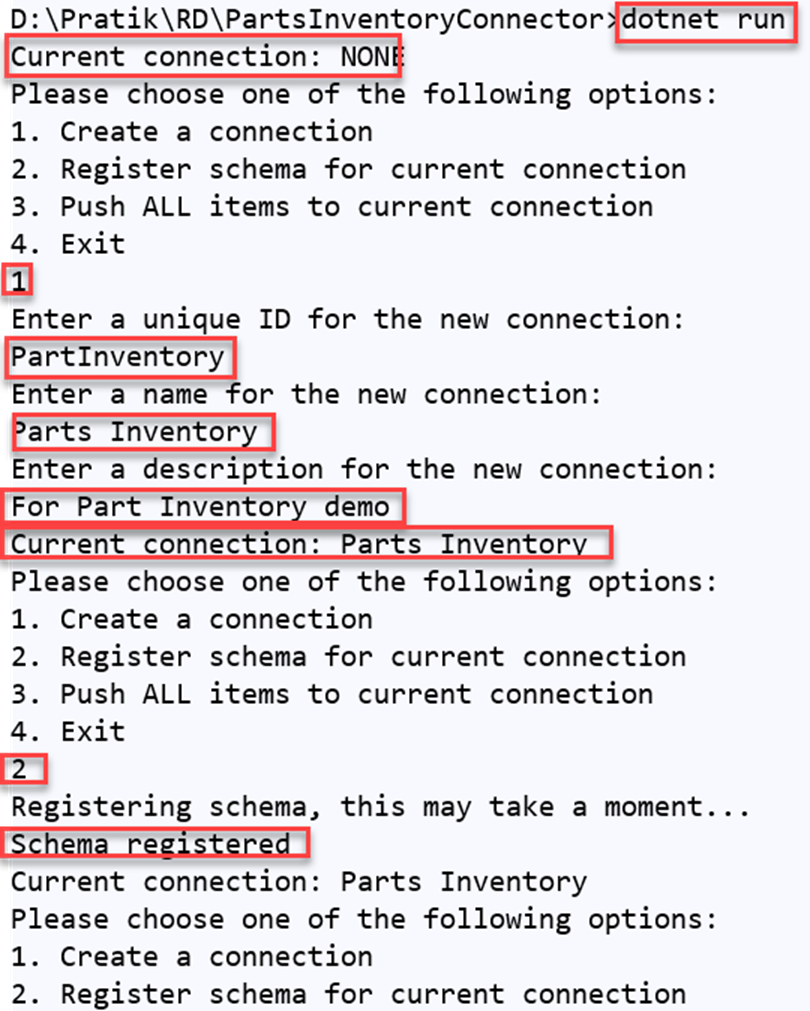 D:\Pratik\RD\PartsInventoryConnector>dotnet run
Current connection: NONE
Please choose one of the following options:
1. Create a connection
2. Register schema for current connection
3. Push ALL items to current connection
4. Exit
1
Enter a unique ID for the new connection:
PartInventory
Enter a name for the new connection:
Parts Inventory
Enter a description for the new connection:
For Part Inventory demo
Current connection: Parts Inventory
Please choose one of the following options:
1. Create a connection
2. Register schema for current connection
3. Push ALL items to current connection
4. Exit
2
Registering schema, this may take a moment...
Schema registered
Current connection: Parts Inventory
Please choose one of the following options:
1. Create a connection
2. Register schema for current connection